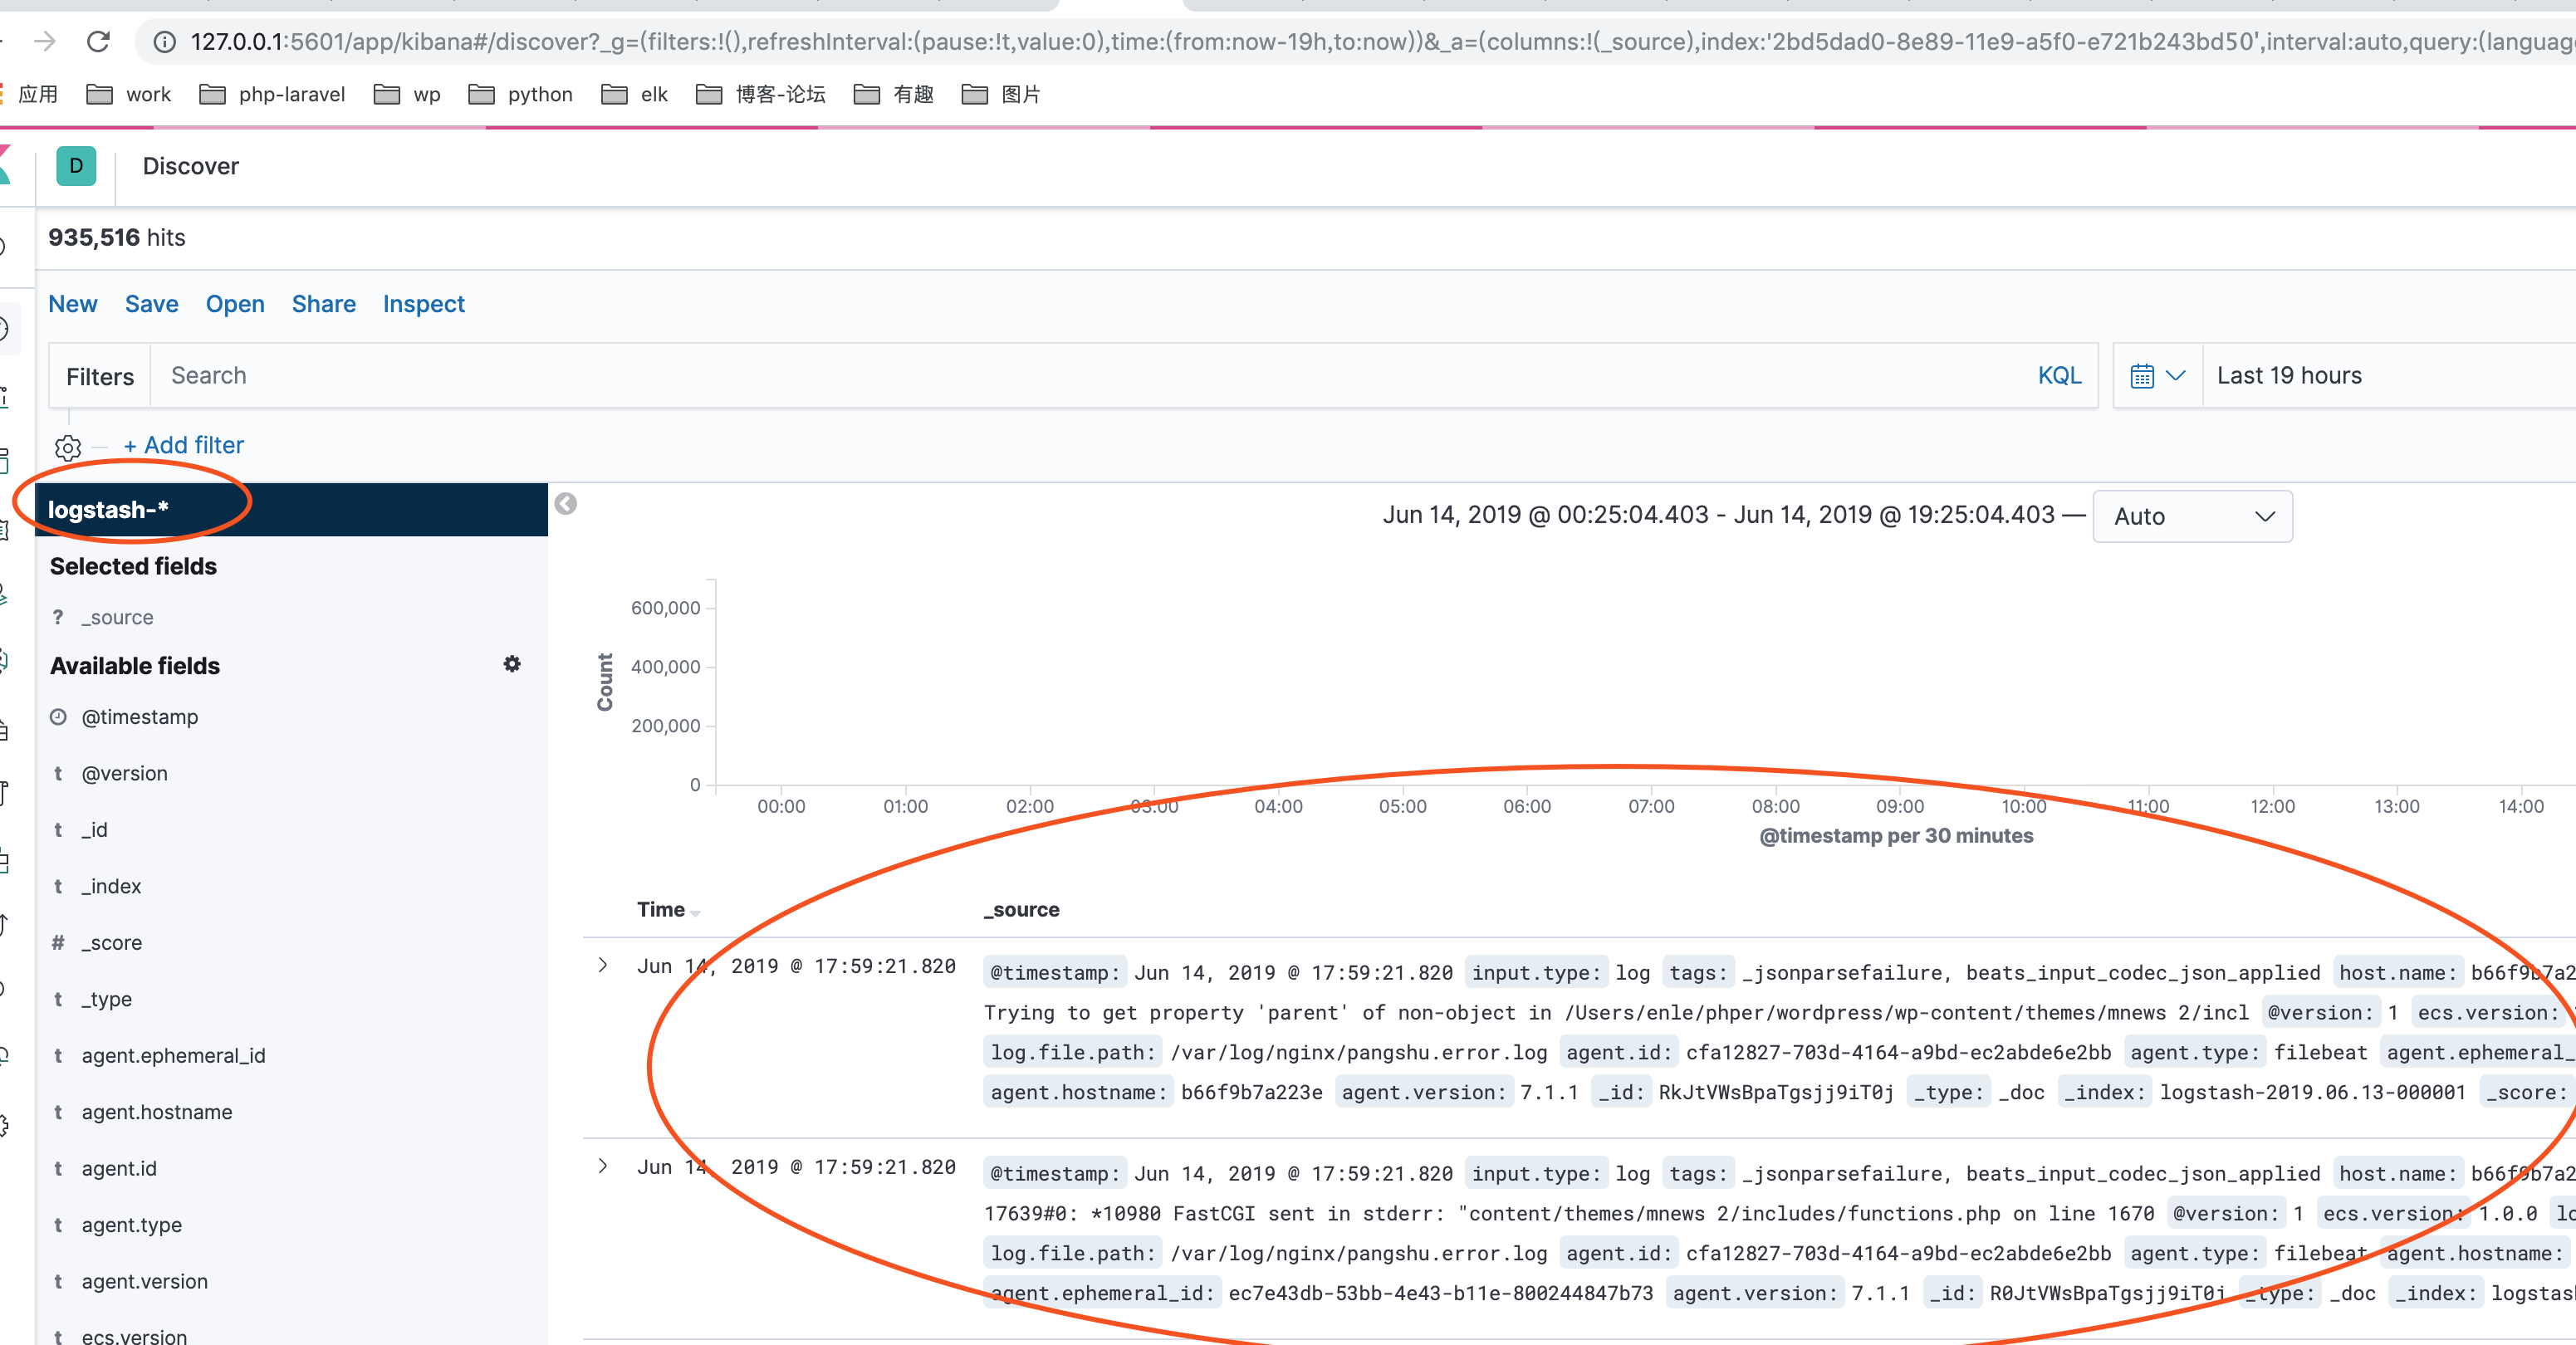 127.0.0.1:5601/app/kibana#/discover?_g=(filters:!(),refreshInterval:(pause:!t,value:0),time:(from:now-19h,to:now))&_a=(columns:!(_source),index:'2bd5dad0-8e89-11e9-a5f0-e721b243bd50',interval:auto,query:(languag
应用 work php-laravel wp python elk 博客-论坛 有趣 图片
D Discover
935,516 hits
New Save Open Share Inspect
Filters Search KQL Last 19 hours
+ Add filter
logstash-*
Selected fields
? _source
Available fields
@timestamp
t @version
t _id
t _index
# _score
t _type
t agent.ephemeral_id
t agent.hostname
t agent.id
t agent.type
t agent.version
t ecs.version
Jun 14, 2019 @ 00:25:04.403 - Jun 14, 2019 @ 19:25:04.403 — Auto
Count
600,000
400,000
200,000
0
00:00 01:00 02:00 03:00 04:00 05:00 06:00 07:00 08:00 09:00 10:00 11:00 12:00 13:00 14:00
@timestamp per 30 minutes
Time _source
Jun 14, 2019 @ 17:59:21.820 @timestamp: Jun 14, 2019 @ 17:59:21.820 input.type: log tags: _jsonparsefailure, beats_input_codec_json_applied host.name: b66f9b7a2
Trying to get property 'parent' of non-object in /Users/enle/phper/wordpress/wp-content/themes/mnews 2/incl @version: 1 ecs.version:
log.file.path: /var/log/nginx/pangshu.error.log agent.id: cfa12827-703d-4164-a9bd-ec2abde6e2bb agent.type: filebeat agent.ephemeral_
agent.hostname: b66f9b7a223e agent.version: 7.1.1 _id: RkJtVWsBpaTgsjj9iT0j _type: _doc _index: logstash-2019.06.13-000001 _score:
Jun 14, 2019 @ 17:59:21.820 @timestamp: Jun 14, 2019 @ 17:59:21.820 input.type: log tags: _jsonparsefailure, beats_input_codec_json_applied host.name: b66f9b7a2
17639#0: *10980 FastCGI sent in stderr: "content/themes/mnews 2/includes/functions.php on line 1670 @version: 1 ecs.version: 1.0.0 lo
log.file.path: /var/log/nginx/pangshu.error.log agent.id: cfa12827-703d-4164-a9bd-ec2abde6e2bb agent.type: filebeat agent.hostname:
agent.ephemeral_id: ec7e43db-53bb-4e43-b11e-800244847b73 agent.version: 7.1.1 _id: R0JtVWsBpaTgsjj9iT0j _type: _doc _index: logstas